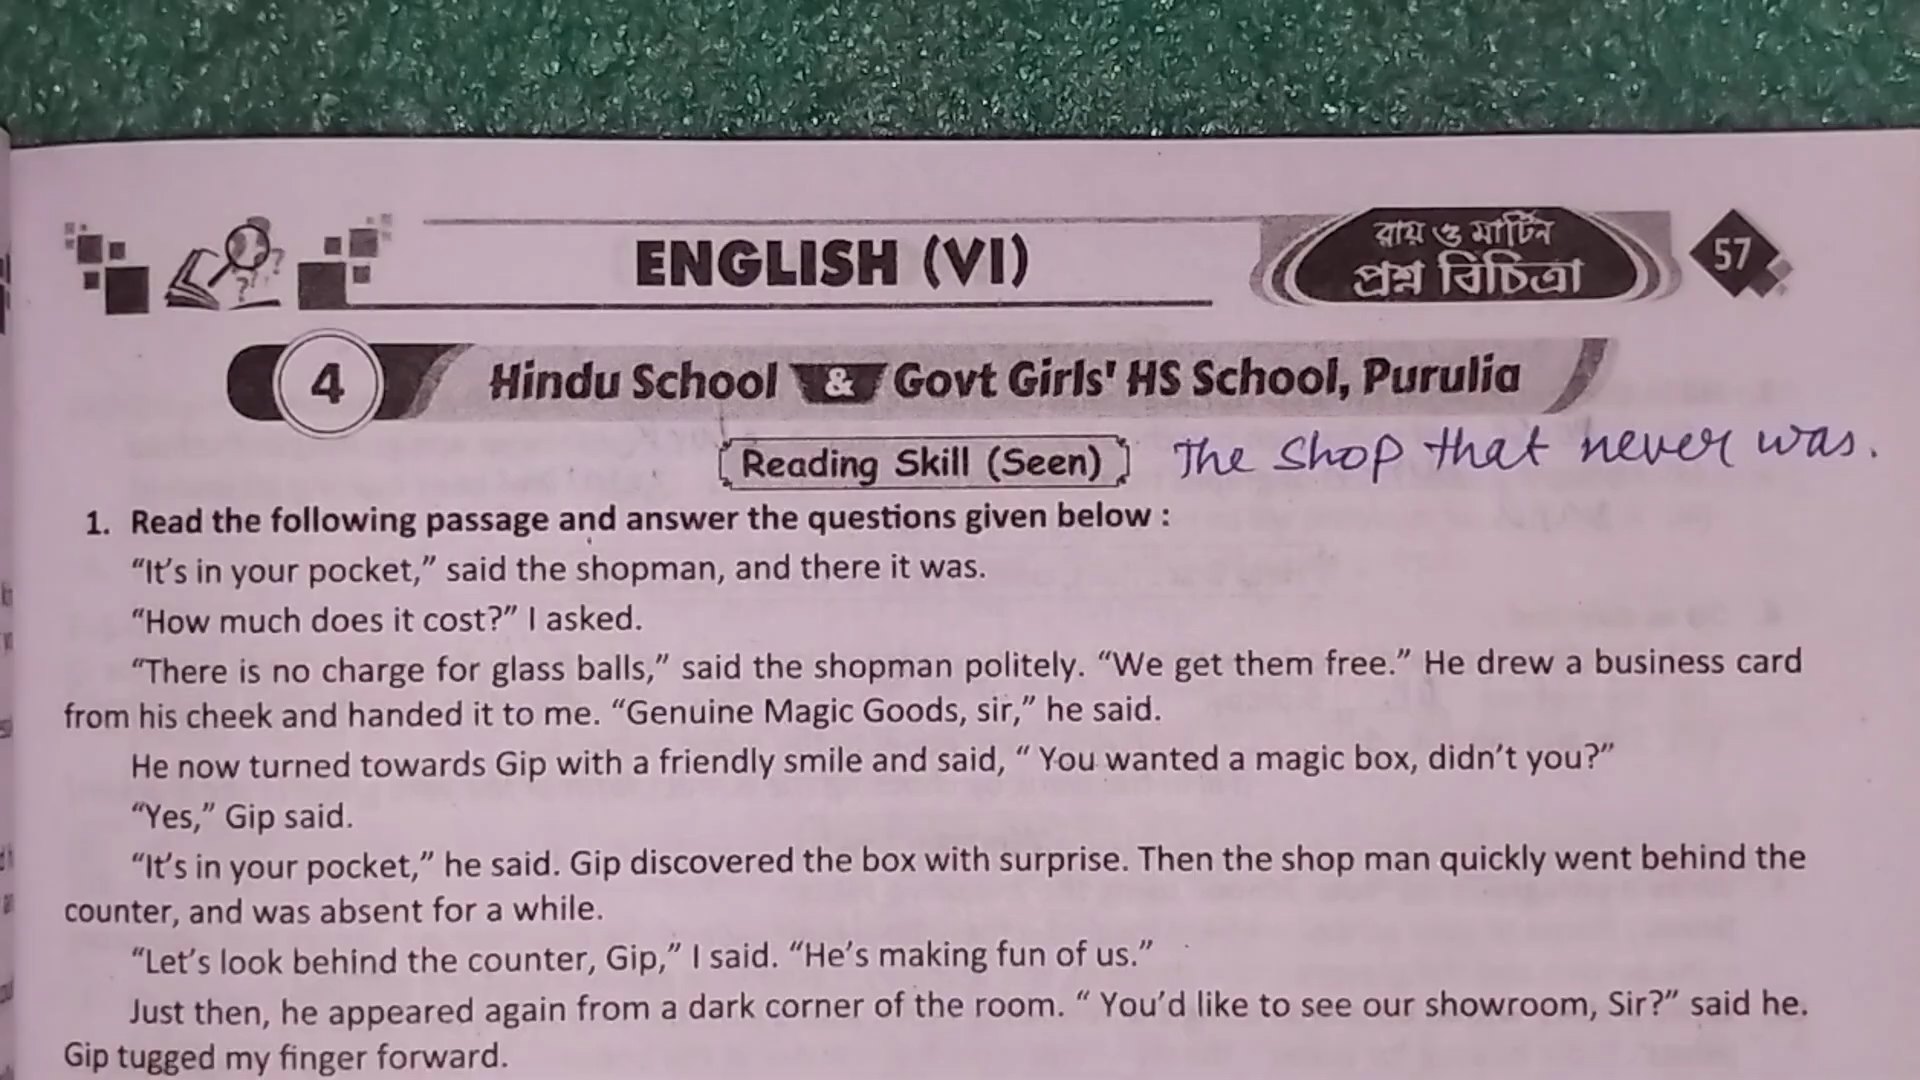 ENGLISH (VI)
রায় ও মার্টিন
প্রশ্ন বিচিত্রা
57
4 Hindu School & Govt Girls' HS School, Purulia
Reading Skill (Seen) The shop that never was.
1. Read the following passage and answer the questions given below :
“It’s in your pocket,” said the shopman, and there it was.
“How much does it cost?” I asked.
“There is no charge for glass balls,” said the shopman politely. “We get them free.” He drew a business card
from his cheek and handed it to me. “Genuine Magic Goods, sir,” he said.
He now turned towards Gip with a friendly smile and said, “ You wanted a magic box, didn’t you?”
“Yes,” Gip said.
“It’s in your pocket,” he said. Gip discovered the box with surprise. Then the shop man quickly went behind the
counter, and was absent for a while.
“Let’s look behind the counter, Gip,” I said. “He’s making fun of us.”
Just then, he appeared again from a dark corner of the room. “ You’d like to see our showroom, Sir?” said he.
Gip tugged my finger forward.